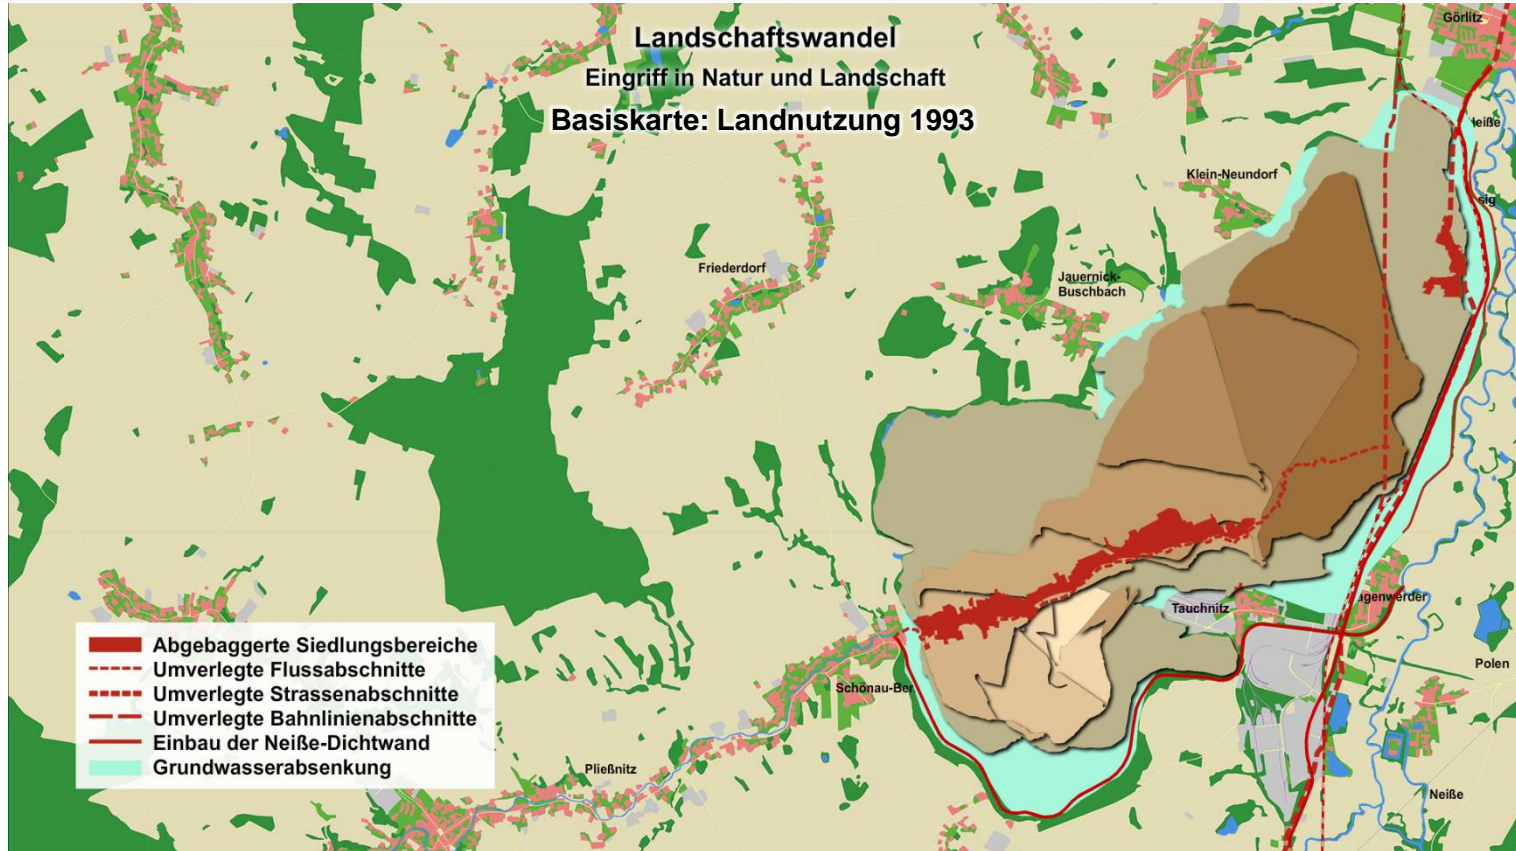 Landschaftswandel
Eingriff in Natur und Landschaft
Basiskarte: Landnutzung 1993
Görlitz
Klein-Neundorf
Friederdorf
Jauernick-
Buschbach
Tauchnitz
agenwerder
Polen
Schönau-Ber
Pließnitz
Neiße
Abgebaggerte Siedlungsbereiche
Umverlegte Flussabschnitte
Umverlegte Strassenabschnitte
Umverlegte Bahnlinienabschnitte
Einbau der Neiße-Dichtwand
Grundwasserabsenkung